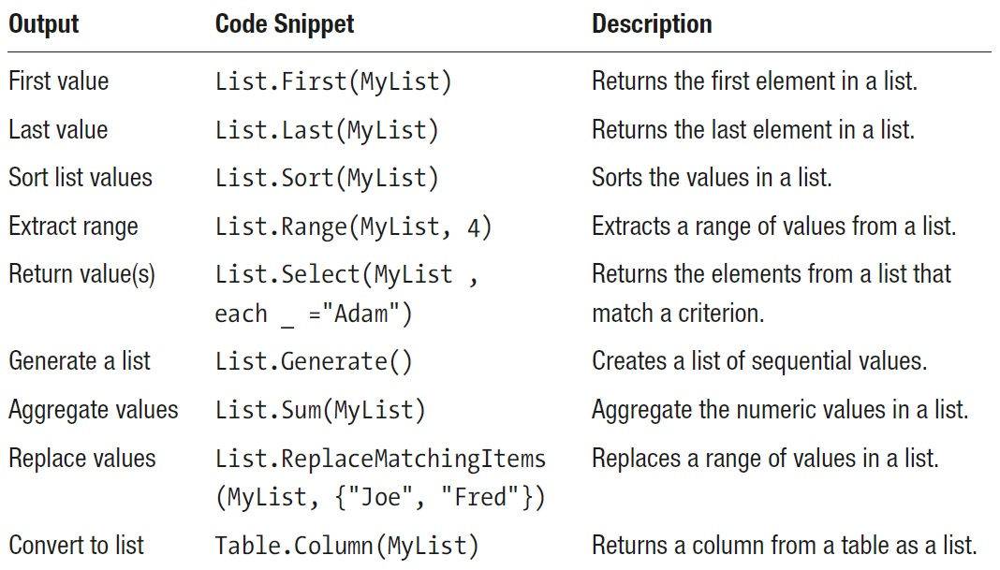 Output Code Snippet Description
First value List.First(MyList) Returns the first element in a list.
Last value List.Last(MyList) Returns the last element in a list.
Sort list values List.Sort(MyList) Sorts the values in a list.
Extract range List.Range(MyList, 4) Extracts a range of values from a list.
Return value(s) List.Select(MyList , Returns the elements from a list that
each _ ="Adam") match a criterion.
Generate a list List.Generate() Creates a list of sequential values.
Aggregate values List.Sum(MyList) Aggregate the numeric values in a list.
Replace values List.ReplaceMatchingItems Replaces a range of values in a list.
(MyList, {"Joe", "Fred"})
Convert to list Table.Column(MyList) Returns a column from a table as a list.